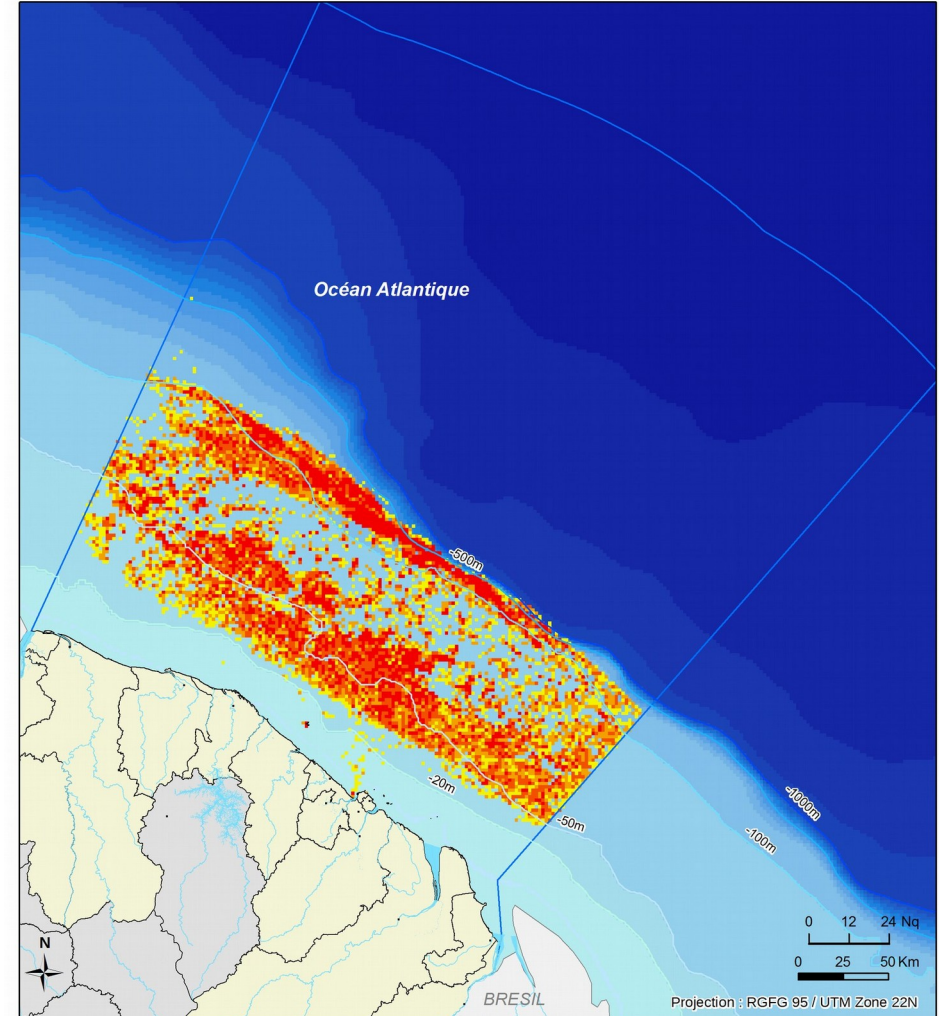 Océan Atlantique
-500m
-20m
-50m
-1000m
-100m
0 12 24 Nq
0 25 50 Km
N
BRESIL
Projection : RGFG 95 / UTM Zone 22N